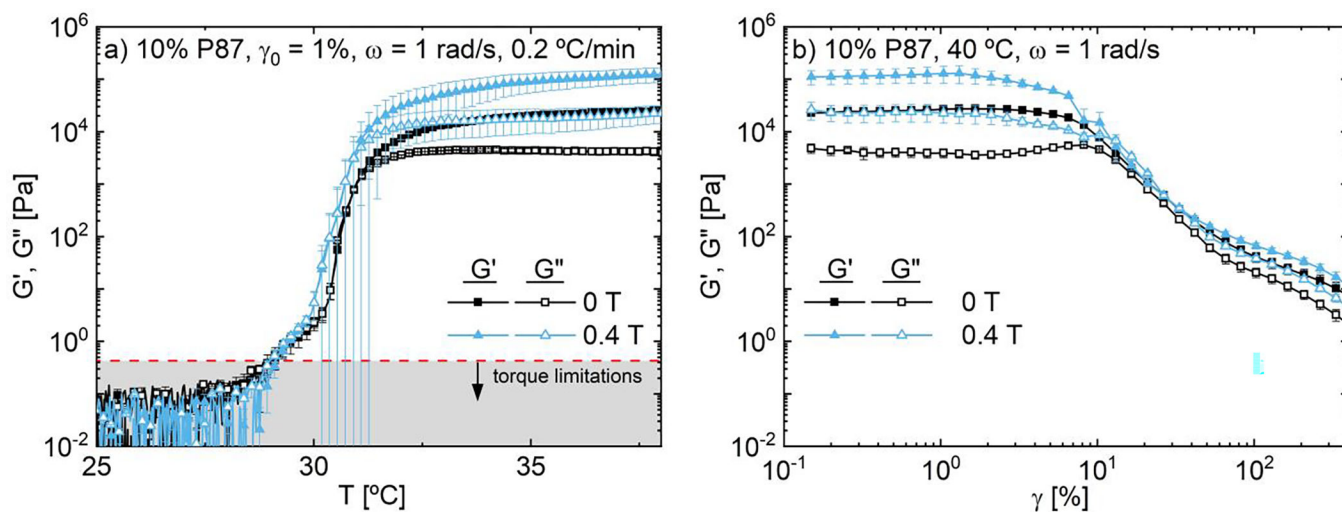 a) 10% P87, γ₀ = 1%, ω = 1 rad/s, 0.2 ºC/min
G', G" [Pa]
10⁶
10⁴
10²
10⁰
10⁻²
G' G"
0 T
0.4 T
torque limitations
25 30 35
T [ºC]
b) 10% P87, 40 ºC, ω = 1 rad/s
G', G" [Pa]
10⁶
10⁴
10²
10⁰
10⁻²
G' G"
0 T
0.4 T
10⁻¹ 10⁰ 10¹ 10²
γ [%]